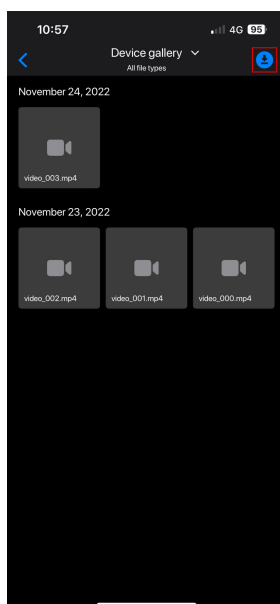 10:57
4G 95
Device gallery
All file types
November 24, 2022
video_003.mp4
November 23, 2022
video_002.mp4
video_001.mp4
video_000.mp4